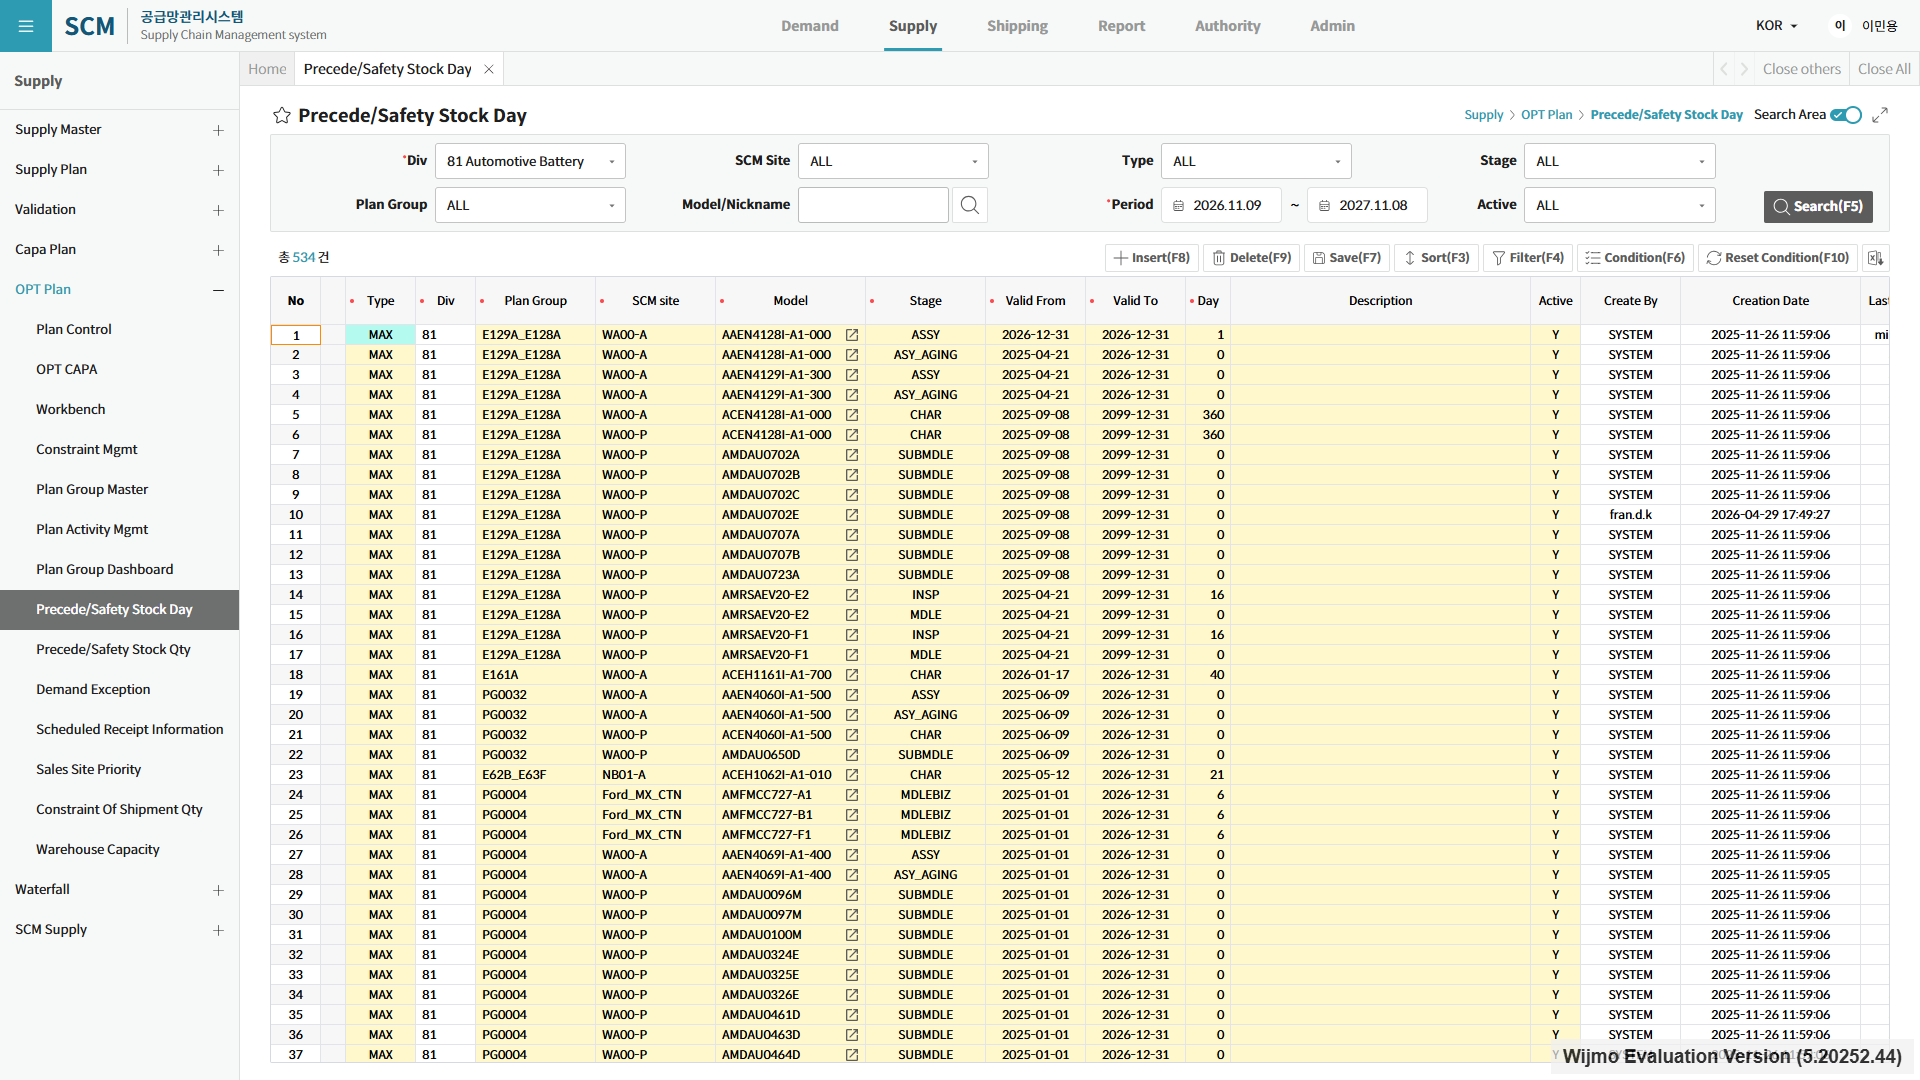 SCM 공급망관리시스템
Supply Chain Management system
Demand Supply Shipping Report Authority Admin
KOR 이 이민용
Supply
Home Precede/Safety Stock Day
Close others Close All
Supply Master
Supply Plan
Validation
Capa Plan
OPT Plan
Plan Control
OPT CAPA
Workbench
Constraint Mgmt
Plan Group Master
Plan Activity Mgmt
Plan Group Dashboard
Precede/Safety Stock Day
Precede/Safety Stock Qty
Demand Exception
Scheduled Receipt Information
Sales Site Priority
Constraint Of Shipment Qty
Warehouse Capacity
Waterfall
SCM Supply
Precede/Safety Stock Day
Supply > OPT Plan > Precede/Safety Stock Day Search Area
*Div 81 Automotive Battery SCM Site ALL Type ALL Stage ALL
Plan Group ALL Model/Nickname *Period 2026.11.09 ~ 2027.11.08 Active ALL Search(F5)
총 534 건
Insert(F8) Delete(F9) Save(F7) Sort(F3) Filter(F4) Condition(F6) Reset Condition(F10)
No Type Div Plan Group SCM site Model Stage Valid From Valid To Day Description Active Create By Creation Date Las
1 MAX 81 E129A_E128A WA00-A AAEN4128I-A1-000 ASSY 2026-12-31 2026-12-31 1 Y SYSTEM 2025-11-26 11:59:06 mi
2 MAX 81 E129A_E128A WA00-A AAEN4128I-A1-000 ASY_AGING 2025-04-21 2026-12-31 0 Y SYSTEM 2025-11-26 11:59:06
3 MAX 81 E129A_E128A WA00-A AAEN4129I-A1-300 ASSY 2025-04-21 2026-12-31 0 Y SYSTEM 2025-11-26 11:59:06
4 MAX 81 E129A_E128A WA00-A AAEN4129I-A1-300 ASY_AGING 2025-04-21 2026-12-31 0 Y SYSTEM 2025-11-26 11:59:06
5 MAX 81 E129A_E128A WA00-A ACEN4128I-A1-000 CHAR 2025-09-08 2099-12-31 360 Y SYSTEM 2025-11-26 11:59:06
6 MAX 81 E129A_E128A WA00-P ACEN4128I-A1-000 CHAR 2025-09-08 2099-12-31 360 Y SYSTEM 2025-11-26 11:59:06
7 MAX 81 E129A_E128A WA00-P AMDAU0702A SUBMDLE 2025-09-08 2099-12-31 0 Y SYSTEM 2025-11-26 11:59:06
8 MAX 81 E129A_E128A WA00-P AMDAU0702B SUBMDLE 2025-09-08 2099-12-31 0 Y SYSTEM 2025-11-26 11:59:06
9 MAX 81 E129A_E128A WA00-P AMDAU0702C SUBMDLE 2025-09-08 2099-12-31 0 Y SYSTEM 2025-11-26 11:59:06
10 MAX 81 E129A_E128A WA00-P AMDAU0702E SUBMDLE 2025-09-08 2099-12-31 0 Y fran.d.k 2026-04-29 17:49:27
11 MAX 81 E129A_E128A WA00-P AMDAU0707A SUBMDLE 2025-09-08 2099-12-31 0 Y SYSTEM 2025-11-26 11:59:06
12 MAX 81 E129A_E128A WA00-P AMDAU0707B SUBMDLE 2025-09-08 2099-12-31 0 Y SYSTEM 2025-11-26 11:59:06
13 MAX 81 E129A_E128A WA00-P AMDAU0723A SUBMDLE 2025-09-08 2099-12-31 0 Y SYSTEM 2025-11-26 11:59:06
14 MAX 81 E129A_E128A WA00-P AMRSAEV20-E2 INSP 2025-04-21 2099-12-31 16 Y SYSTEM 2025-11-26 11:59:06
15 MAX 81 E129A_E128A WA00-P AMRSAEV20-E2 MDLE 2025-04-21 2099-12-31 0 Y SYSTEM 2025-11-26 11:59:06
16 MAX 81 E129A_E128A WA00-P AMRSAEV20-F1 INSP 2025-04-21 2099-12-31 16 Y SYSTEM 2025-11-26 11:59:06
17 MAX 81 E129A_E128A WA00-P AMRSAEV20-F1 MDLE 2025-04-21 2099-12-31 0 Y SYSTEM 2025-11-26 11:59:06
18 MAX 81 E161A WA00-A ACEH1161I-A1-700 CHAR 2026-01-17 2026-12-31 40 Y SYSTEM 2025-11-26 11:59:06
19 MAX 81 PG0032 WA00-A AAEN4060I-A1-500 ASSY 2025-06-09 2026-12-31 0 Y SYSTEM 2025-11-26 11:59:06
20 MAX 81 PG0032 WA00-A AAEN4060I-A1-500 ASY_AGING 2025-06-09 2026-12-31 0 Y SYSTEM 2025-11-26 11:59:06
21 MAX 81 PG0032 WA00-A ACEN4060I-A1-500 CHAR 2025-06-09 2026-12-31 0 Y SYSTEM 2025-11-26 11:59:06
22 MAX 81 PG0032 WA00-P AMDAU0650D SUBMDLE 2025-06-09 2026-12-31 0 Y SYSTEM 2025-11-26 11:59:06
23 MAX 81 E62B_E63F NB01-A ACEH1062I-A1-010 CHAR 2025-05-12 2026-12-31 21 Y SYSTEM 2025-11-26 11:59:06
24 MAX 81 PG0004 Ford_MX_CTN AMFMCC727-A1 MDLEBIZ 2025-01-01 2026-12-31 6 Y SYSTEM 2025-11-26 11:59:06
25 MAX 81 PG0004 Ford_MX_CTN AMFMCC727-B1 MDLEBIZ 2025-01-01 2026-12-31 6 Y SYSTEM 2025-11-26 11:59:06
26 MAX 81 PG0004 Ford_MX_CTN AMFMCC727-F1 MDLEBIZ 2025-01-01 2026-12-31 6 Y SYSTEM 2025-11-26 11:59:06
27 MAX 81 PG0004 WA00-A AAEN4069I-A1-400 ASSY 2025-01-01 2026-12-31 0 Y SYSTEM 2025-11-26 11:59:06
28 MAX 81 PG0004 WA00-A AAEN4069I-A1-400 ASY_AGING 2025-01-01 2026-12-31 0 Y SYSTEM 2025-11-26 11:59:05
29 MAX 81 PG0004 WA00-P AMDAU0096M SUBMDLE 2025-01-01 2026-12-31 0 Y SYSTEM 2025-11-26 11:59:06
30 MAX 81 PG0004 WA00-P AMDAU0097M SUBMDLE 2025-01-01 2026-12-31 0 Y SYSTEM 2025-11-26 11:59:06
31 MAX 81 PG0004 WA00-P AMDAU0100M SUBMDLE 2025-01-01 2026-12-31 0 Y SYSTEM 2025-11-26 11:59:06
32 MAX 81 PG0004 WA00-P AMDAU0324E SUBMDLE 2025-01-01 2026-12-31 0 Y SYSTEM 2025-11-26 11:59:06
33 MAX 81 PG0004 WA00-P AMDAU0325E SUBMDLE 2025-01-01 2026-12-31 0 Y SYSTEM 2025-11-26 11:59:06
34 MAX 81 PG0004 WA00-P AMDAU0326E SUBMDLE 2025-01-01 2026-12-31 0 Y SYSTEM 2025-11-26 11:59:06
35 MAX 81 PG0004 WA00-P AMDAU0461D SUBMDLE 2025-01-01 2026-12-31 0 Y SYSTEM 2025-11-26 11:59:06
36 MAX 81 PG0004 WA00-P AMDAU0463D SUBMDLE 2025-01-01 2026-12-31 0 Y SYSTEM 2025-11-26 11:59:06
37 MAX 81 PG0004 WA00-P AMDAU0464D SUBMDLE 2025-01-01 2026-12-31 0 Y
Wijmo Evaluation Version (5.20252.44)